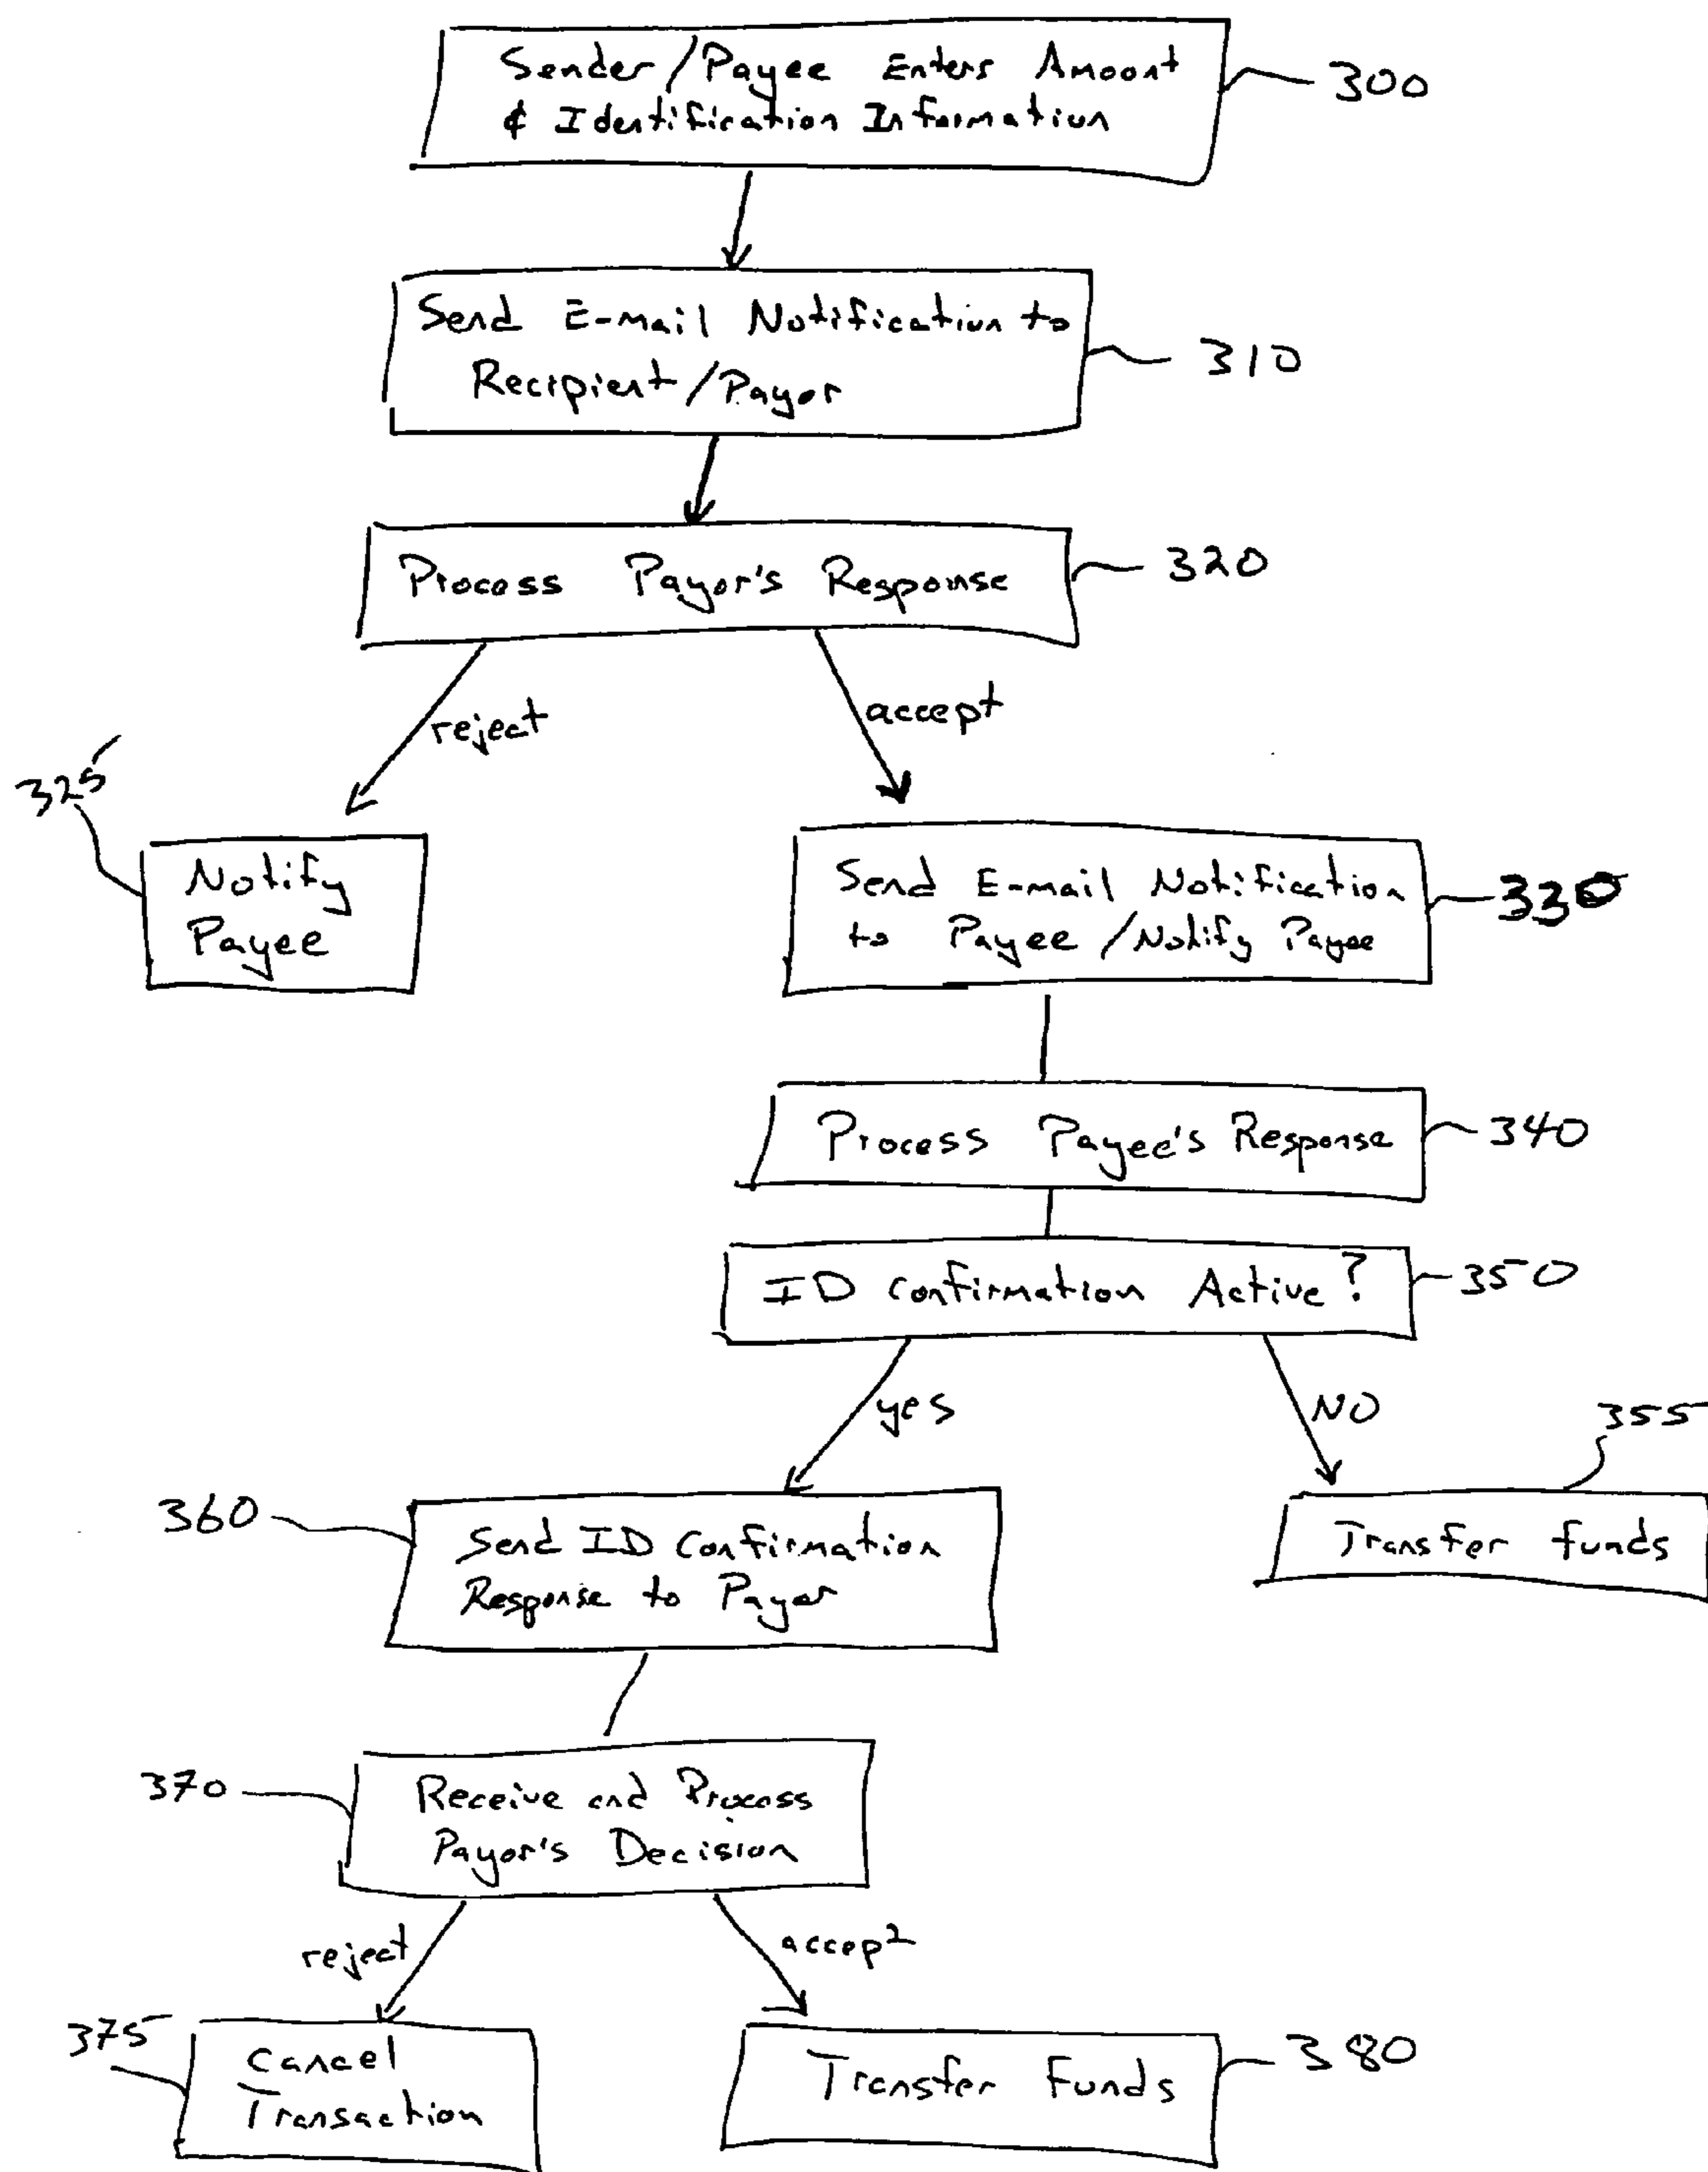 Sender/Payee Enters Amount
& Identification Information
300
Send E-mail Notification to
Recipient/Payor
310
Process Payor's Response
320
reject
accept
325
Notify
Payee
Send E-mail Notification
to Payee /Notify Payee
330
Process Payee's Response
340
ID Confirmation Active?
350
yes
NO
355
360
Send ID Confirmation
Response to Payor
Transfer funds
370
Receive and Process
Payor's Decision
reject
accept
375
Cancel
Transaction
Transfer Funds
380